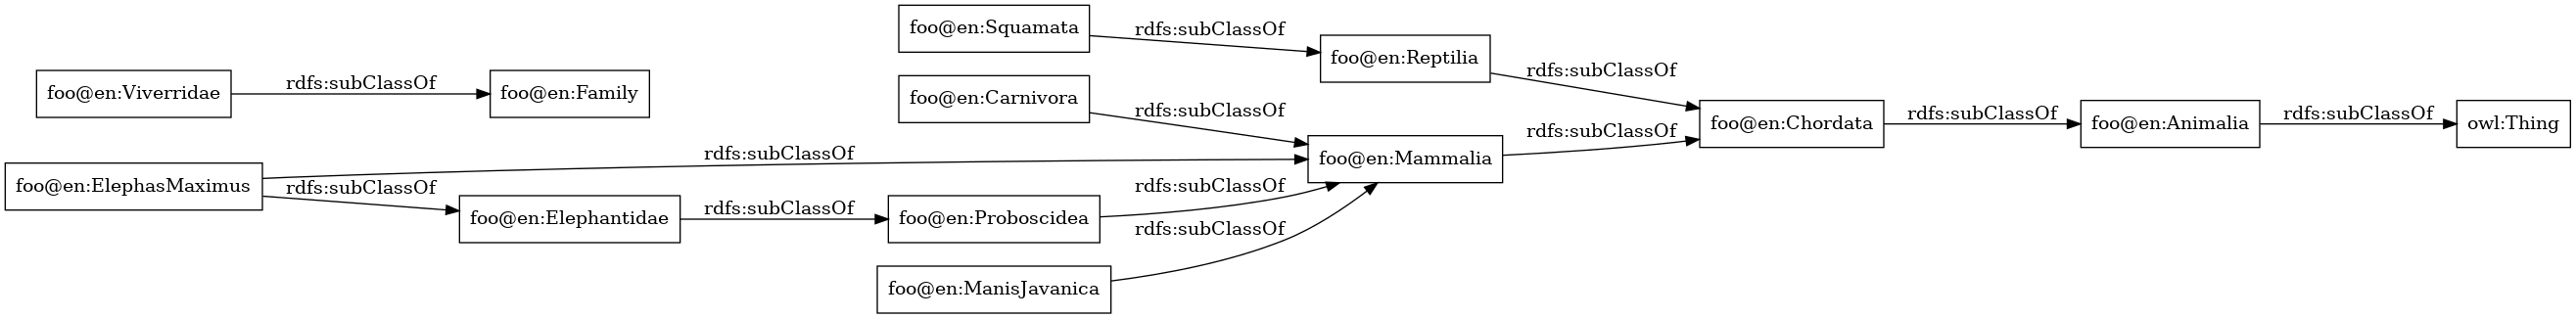 foo@en:Squamata
rdfs:subClassOf
foo@en:Reptilia
rdfs:subClassOf
foo@en:Viverridae
rdfs:subClassOf
foo@en:Family
foo@en:Carnivora
rdfs:subClassOf
foo@en:Chordata
rdfs:subClassOf
foo@en:Animalia
rdfs:subClassOf
owl:Thing
rdfs:subClassOf
foo@en:Mammalia
rdfs:subClassOf
foo@en:ElephasMaximus
rdfs:subClassOf
foo@en:Elephantidae
rdfs:subClassOf
foo@en:Proboscidea
rdfs:subClassOf
foo@en:ManisJavanica
rdfs:subClassOf